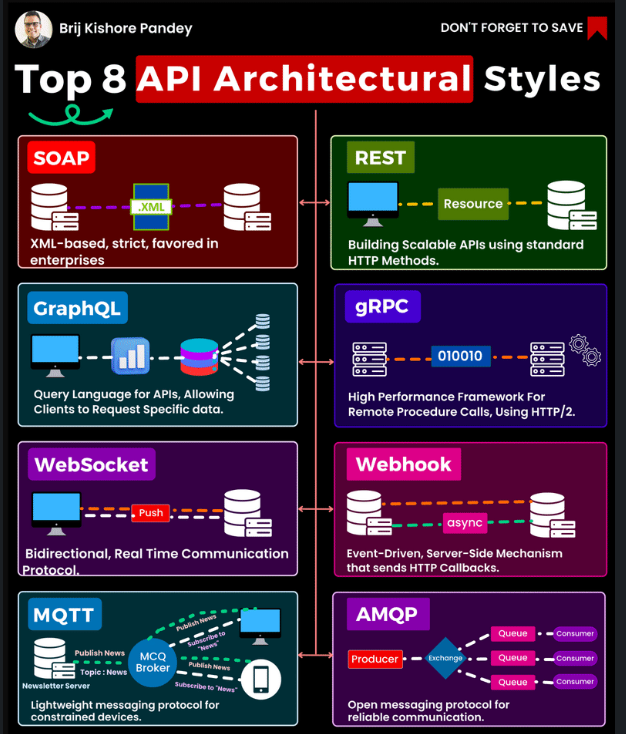 Brij Kishore Pandey
DON'T FORGET TO SAVE
Top 8 API Architectural Styles
SOAP
.XML
XML-based, strict, favored in
enterprises
REST
Resource
Building Scalable APIs using standard
HTTP Methods.
GraphQL
Query Language for APIs, Allowing
Clients to Request Specific data.
gRPC
010010
High Performance Framework For
Remote Procedure Calls, Using HTTP/2.
WebSocket
Push
Bidirectional, Real Time Communication
Protocol.
Webhook
async
Event-Driven, Server-Side Mechanism
that sends HTTP Callbacks.
MQTT
Publish News
Topic : News
Newsletter Server
MCQ
Broker
Publish News
Subscribe to
"News"
Publish News
Subscribe to "News"
Lightweight messaging protocol for
constrained devices.
AMQP
Producer
Exchange
Queue
Consumer
Queue
Consumer
Queue
Consumer
Open messaging protocol for
reliable communication.